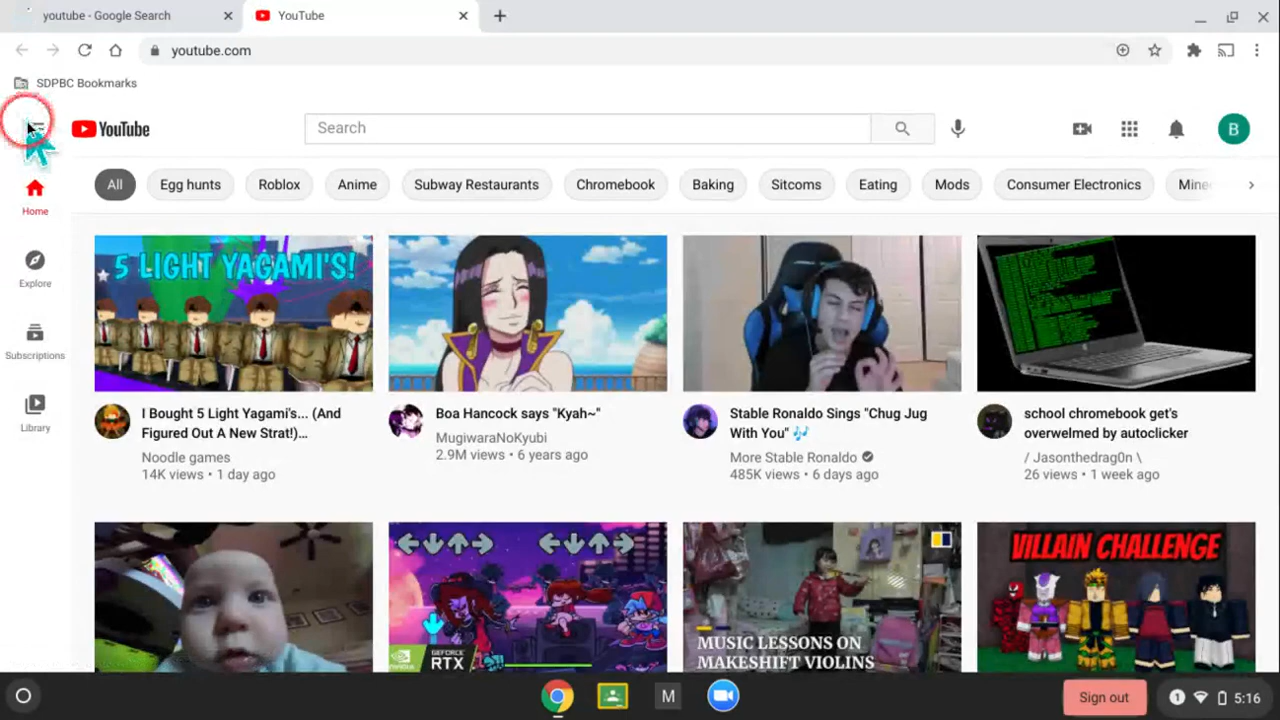 youtube - Google Search
YouTube
youtube.com
SDPBC Bookmarks
YouTube
Search
B
All
Egg hunts
Roblox
Anime
Subway Restaurants
Chromebook
Baking
Sitcoms
Eating
Mods
Consumer Electronics
Mine
Home
Explore
Subscriptions
Library
5 LIGHT YAGAMI'S!
I Bought 5 Light Yagami's... (And
Figured Out A New Strat!)...
Noodle games
14K views • 1 day ago
Boa Hancock says "Kyah~"
MugiwaraNoKyubi
2.9M views • 6 years ago
Stable Ronaldo Sings "Chug Jug
With You" 🎶
More Stable Ronaldo
485K views • 6 days ago
school chromebook get's
overwelmed by autoclicker
/ Jasonthedrag0n \
26 views • 1 week ago
NVIDIA
GEFORCE
RTX
MUSIC LESSONS ON
MAKESHIFT VIOLINS
VILLAIN CHALLENGE
M
Sign out
1
5:16